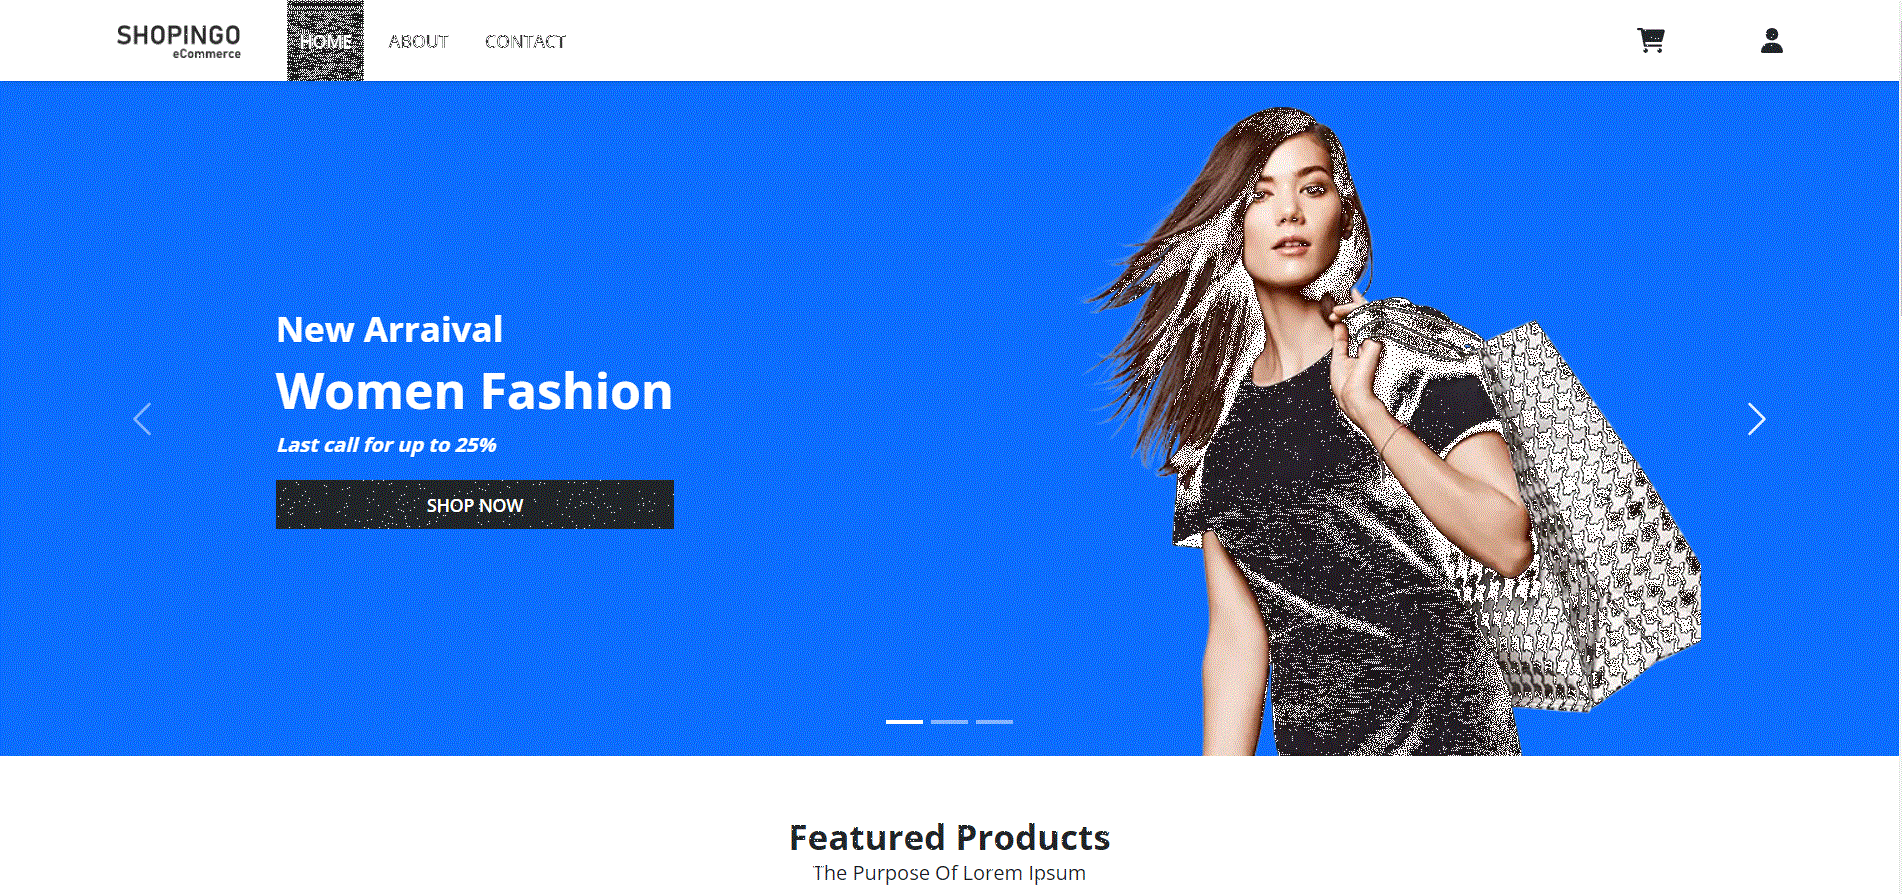 SHOPINGO
eCommerce
HOME ABOUT CONTACT
New Arraival
Women Fashion
Last call for up to 25%
SHOP NOW
Featured Products
The Purpose Of Lorem Ipsum